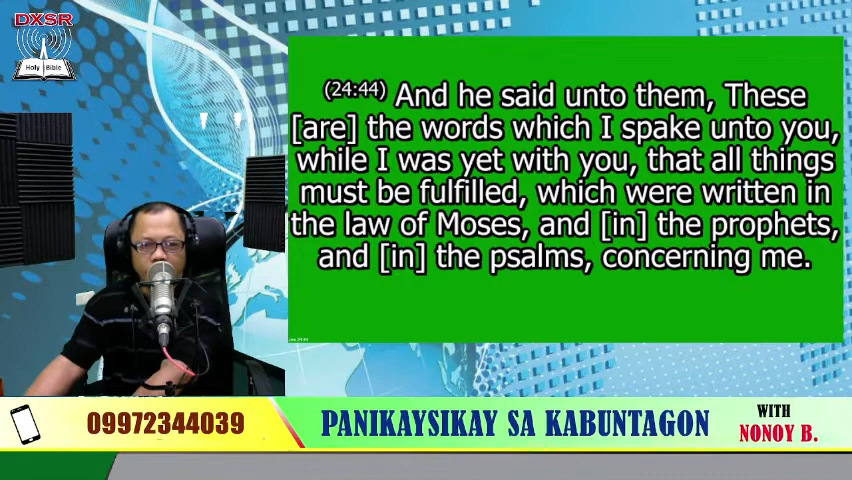 DXSR
Holy Bible
(24:44) And he said unto them, These
[are] the words which I spake unto you,
while I was yet with you, that all things
must be fulfilled, which were written in
the law of Moses, and [in] the prophets,
and [in] the psalms, concerning me.
09972344039
PANIKAYSIKAY SA KABUNTAGON
WITH
NONOY B.